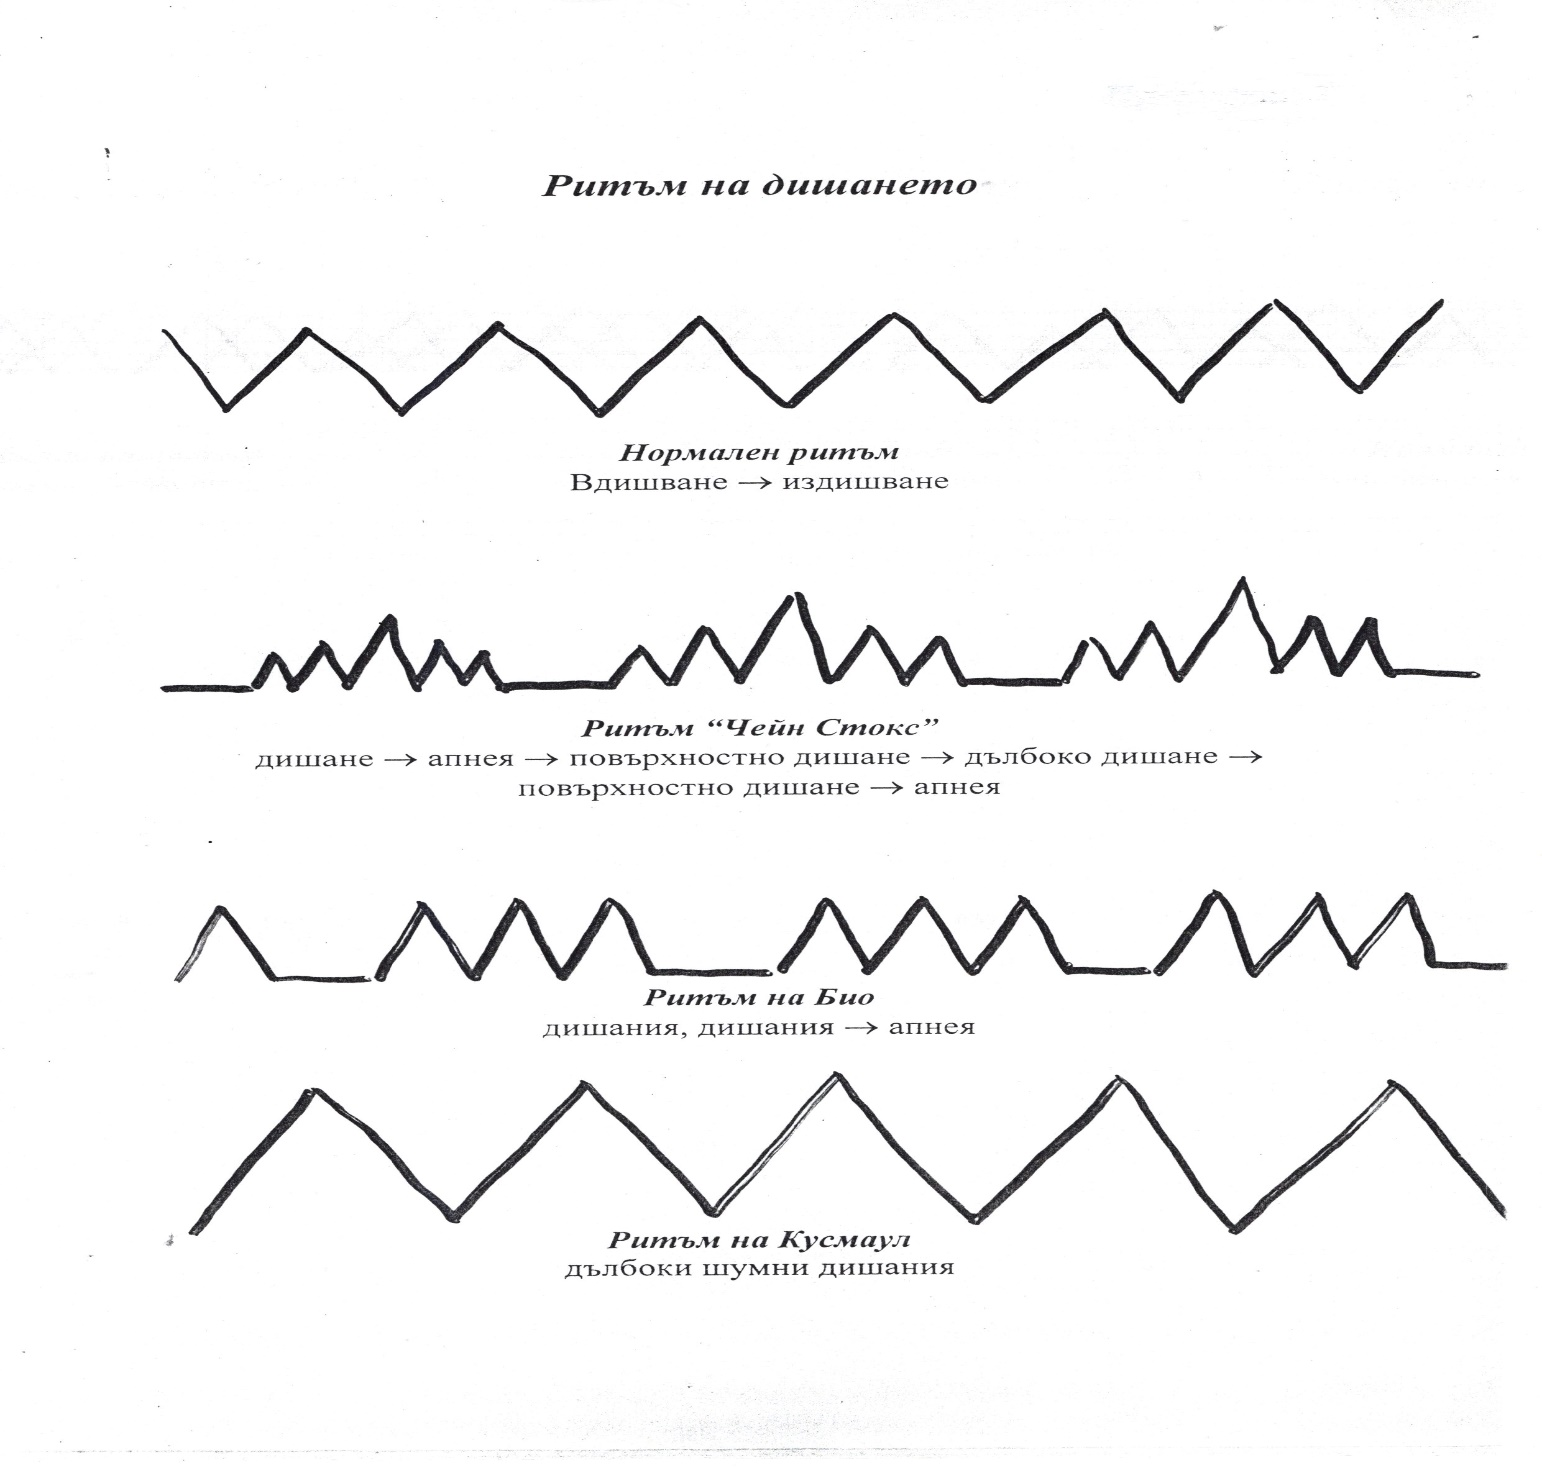 Ритъм на дишането
Нормален ритъм
Вдишване → издишване
Ритъм “Чейн Стокс”
дишане → апнея → повърхностно дишане → дълбоко дишане →
повърхностно дишане → апнея
Ритъм на Био
дишания, дишания → апнея
Ритъм на Кусмаул
дълбоки шумни дишания